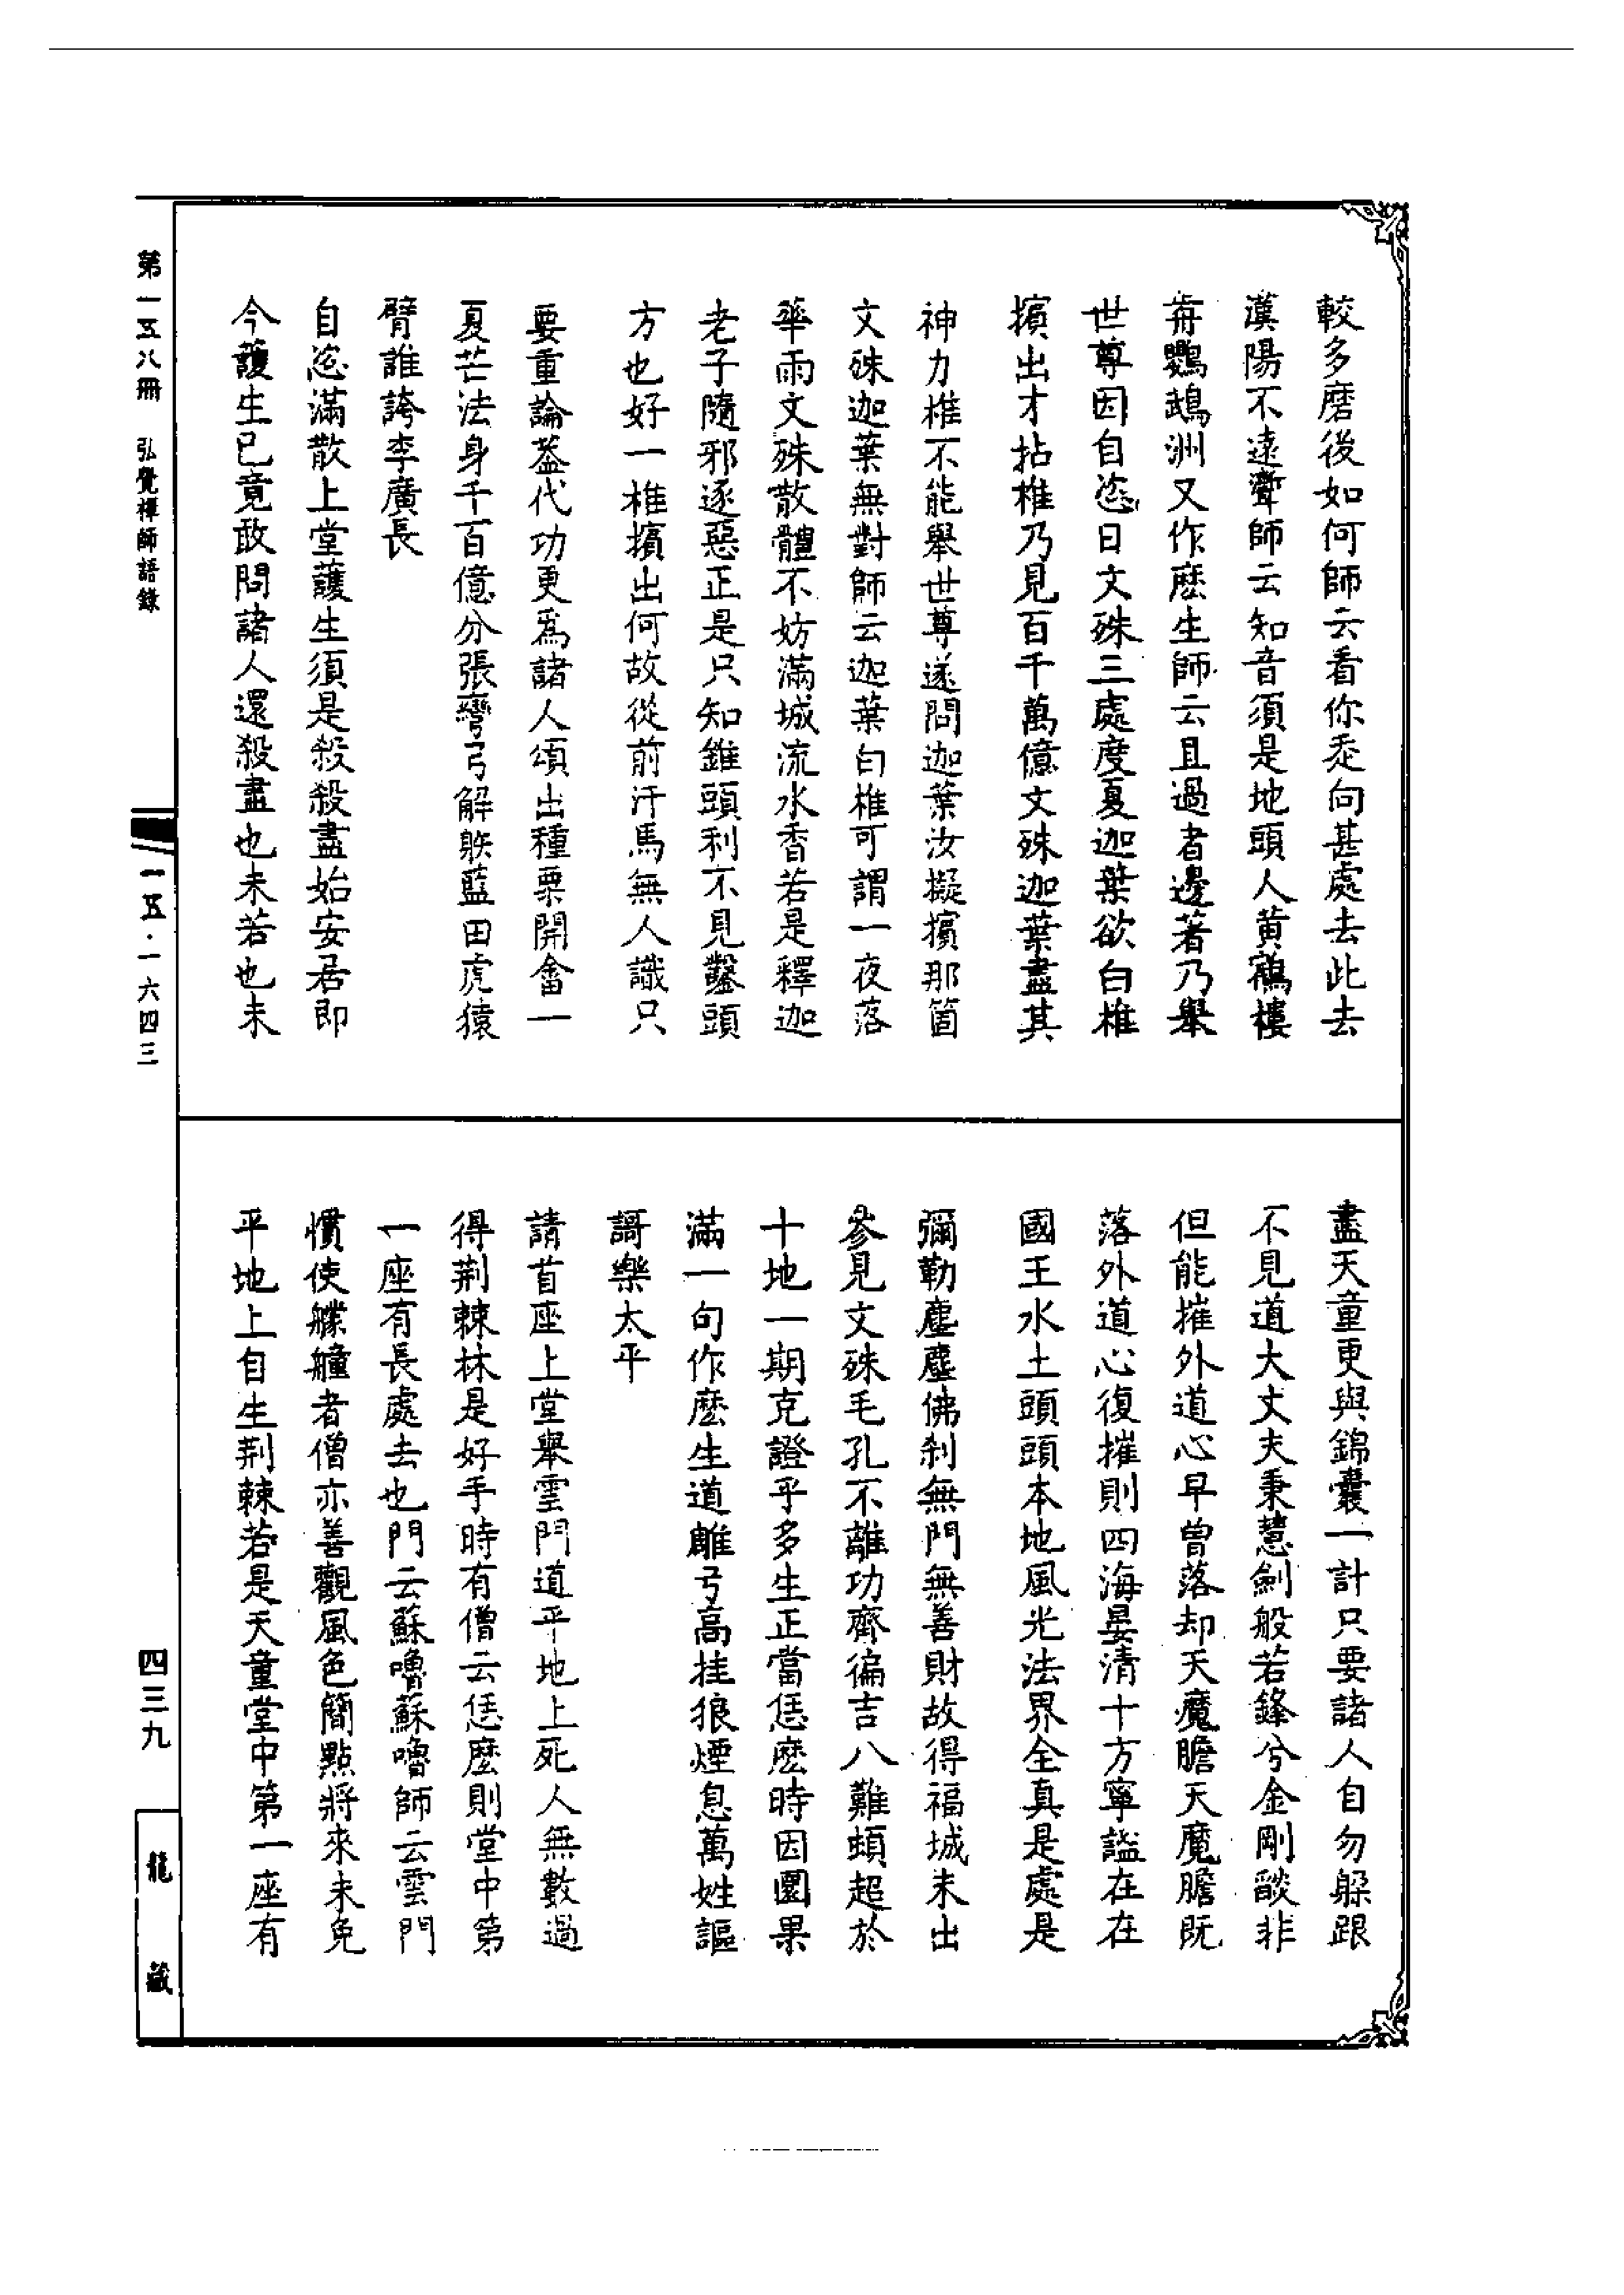 較多磨後如何師云看你忝向甚處去此去
漢陽不遠聻師云知音須是地頭人黄鶴樓
前鸚鵡洲又作麽生師云且過者邊著乃舉
世尊因自恣日文殊三處度夏迦葉欲白椎
擯出才拈椎乃見百千萬億文殊迦葉盡其
神力椎不能舉世尊遂問迦葉汝擬擯那箇
文殊迦葉無對師云迦葉白椎可謂一夜落
華雨文殊散體不妨滿城流水香若是釋迦
老子隨邪逐惡正是只知錐頭利不見鑿頭
方也好一椎擯出何故從前汗馬無人識只
要重論葢代功更爲諸人頌出種粟開畬一
夏芒法身千百億分張彎弓解䠶藍田虎猿
臂誰誇李廣長
自恣滿散上堂護生須是殺殺盡始安居即
今護生已竟敢問諸人還殺盡也未若也未
盡天童更與錦囊一計只要諸人自勿躱跟
不見道大丈夫秉慧劍般若鋒兮金剛燄非
但能摧外道心早曾落却天魔膽天魔膽既
落外道心復摧則四海晏清十方寧謐在在
國王水土頭頭本地風光法界全真是處是
彌勒塵塵佛刹無門無善財故得福城未出
參見文殊毛孔不離功齊徧吉八難頓超於
十地一期克證乎多生正當恁麽時因圜果
滿一句作麽生道雕弓高挂狼煙息萬姓謳
謌樂太平
請首座上堂舉雲門道平地上死人無數過
得荆棘林是好手時有僧云恁麽則堂中第
一座有長處去也門云蘇嚕蘇嚕師云雲門
慣使艨艟者僧亦善觀風色簡點將來未免
平地上自生荆棘若是天童堂中第一座有
第一五八冊 弘覺禪師語錄
一五·一六四三
四三九
龍藏